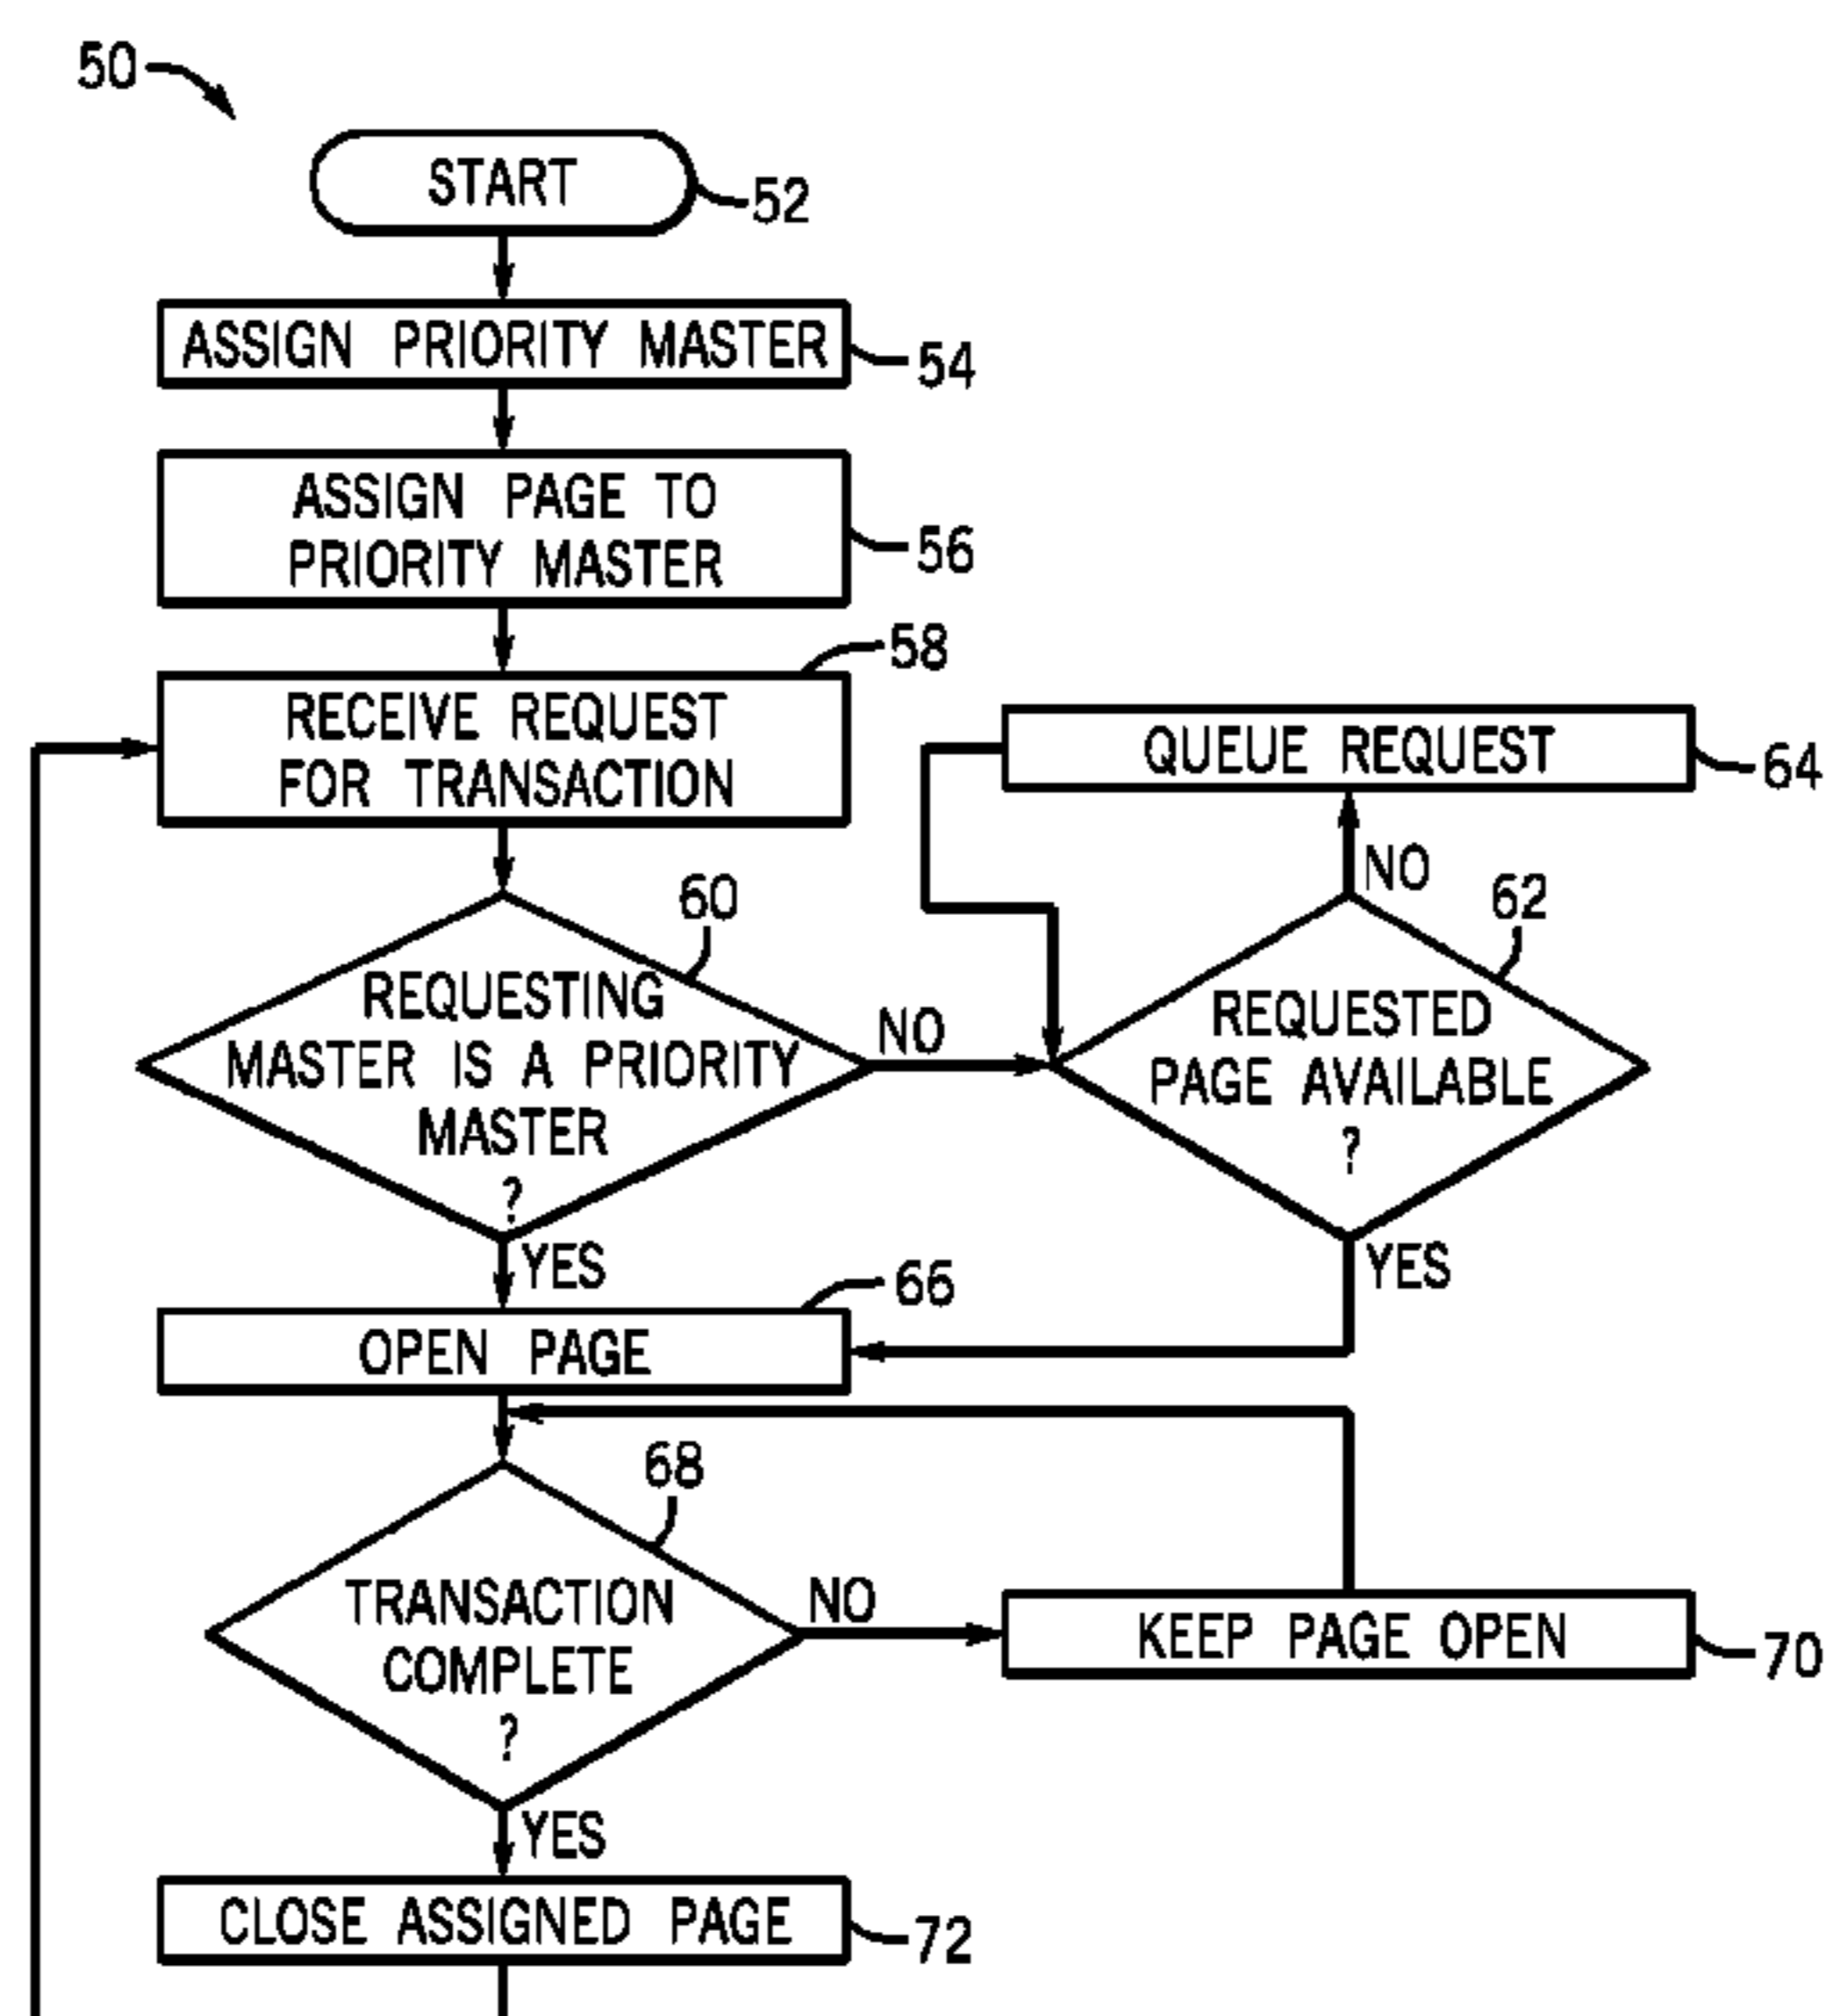 50
START
52
ASSIGN PRIORITY MASTER
54
ASSIGN PAGE TO
PRIORITY MASTER
56
58
RECEIVE REQUEST
FOR TRANSACTION
QUEUE REQUEST
64
NO
60
62
REQUESTING
MASTER IS A PRIORITY
MASTER
?
NO
REQUESTED
PAGE AVAILABLE
?
YES
YES
66
OPEN PAGE
68
TRANSACTION
COMPLETE
?
NO
KEEP PAGE OPEN
70
YES
CLOSE ASSIGNED PAGE
72